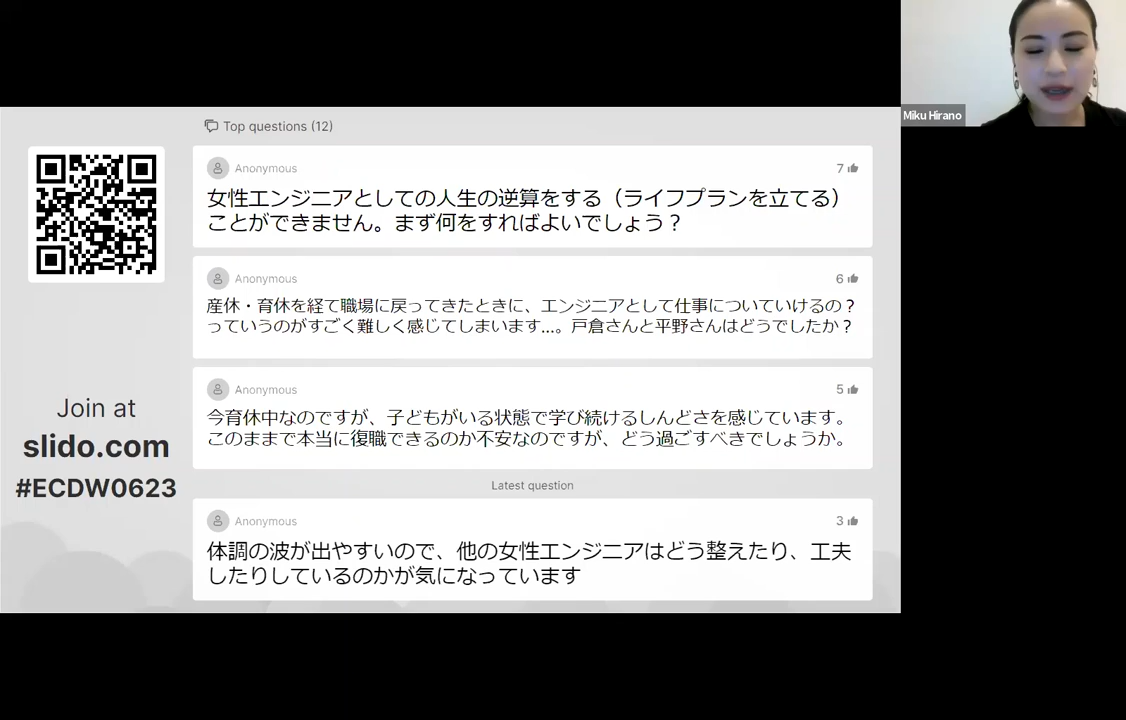 Top questions (12)
Anonymous
7
女性エンジニアとしての人生の逆算をする（ライフプランを立てる）
ことができません。まず何をすればよいでしょう？
Anonymous
6
産休・育休を経て職場に戻ってきたときに、エンジニアとして仕事についていけるの？
っていうのがすごく難しく感じてしまいます...。戸倉さんと平野さんはどうでしたか？
Anonymous
5
今育休中なのですが、子どもがいる状態で学び続けるしんどさを感じています。
このままで本当に復職できるのか不安なのですが、どう過ごすべきでしょうか。
Latest question
Anonymous
3
体調の波が出やすいので、他の女性エンジニアはどう整えたり、工夫
したりしているのかが気になっています
Join at
slido.com
#ECDW0623
Miku Hirano